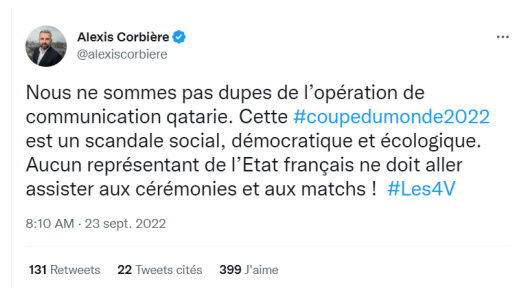 Alexis Corbière
@alexiscorbiere
Nous ne sommes pas dupes de l’opération de
communication qatarie. Cette #coupedumonde2022
est un scandale social, démocratique et écologique.
Aucun représentant de l’Etat français ne doit aller
assister aux cérémonies et aux matchs ! #Les4V
8:10 AM · 23 sept. 2022
131 Retweets 22 Tweets cités 399 J'aime